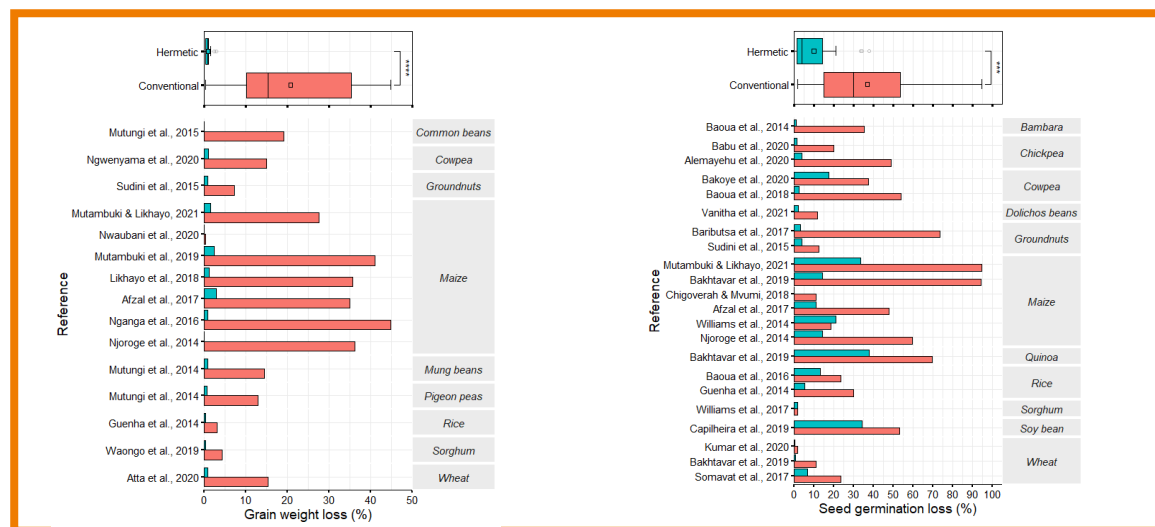 Hermetic
Conventional
****
Mutungi et al., 2015
Common beans
Ngwenyama et al., 2020
Cowpea
Sudini et al., 2015
Groundnuts
Mutambuki & Likhayo, 2021
Nwaubani et al., 2020
Mutambuki et al., 2019
Likhayo et al., 2018
Afzal et al., 2017
Nganga et al., 2016
Njoroge et al., 2014
Maize
Mutungi et al., 2014
Mung beans
Mutungi et al., 2014
Pigeon peas
Guenha et al., 2014
Rice
Waongo et al., 2019
Sorghum
Atta et al., 2020
Wheat
Reference
0 10 20 30 40 50
Grain weight loss (%)
Hermetic
Conventional
Baoua et al., 2014
Bambara
Babu et al., 2020
Alemayehu et al., 2020
Chickpea
Bakoye et al., 2020
Baoua et al., 2018
Cowpea
Vanitha et al., 2021
Dolichos beans
Baributsa et al., 2017
Sudini et al., 2015
Groundnuts
Mutambuki & Likhayo, 2021
Bakhtavar et al., 2019
Chigoverah & Mvumi, 2018
Afzal et al., 2017
Williams et al., 2014
Njoroge et al., 2014
Maize
Bakhtavar et al., 2019
Quinoa
Baoua et al., 2016
Guenha et al., 2014
Rice
Williams et al., 2017
Sorghum
Capilheira et al., 2019
Soy bean
Kumar et al., 2020
Bakhtavar et al., 2019
Somavat et al., 2017
Wheat
Reference
0 10 20 30 40 50 60 70 80 90 100
Seed germination loss (%)